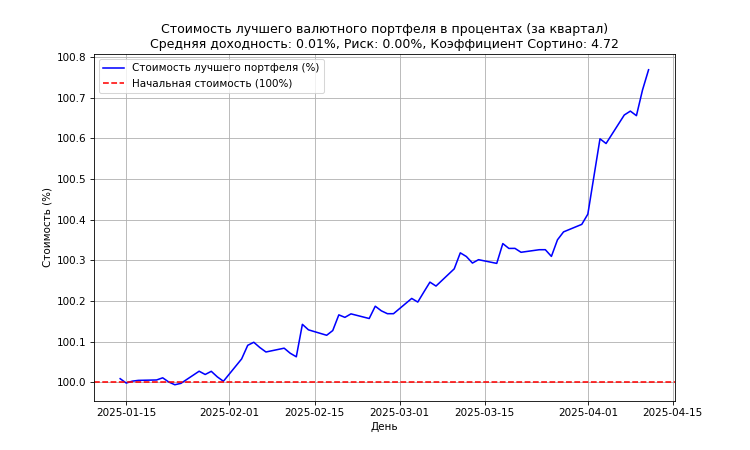 Стоимость лучшего валютного портфеля в процентах (за квартал)
Средняя доходность: 0.01%, Риск: 0.00%, Коэффициент Сортино: 4.72
Стоимость лучшего портфеля (%)
Начальная стоимость (100%)
Стоимость (%)
100.8
100.7
100.6
100.5
100.4
100.3
100.2
100.1
100.0
2025-01-15
2025-02-01
2025-02-15
2025-03-01
2025-03-15
2025-04-01
2025-04-15
День